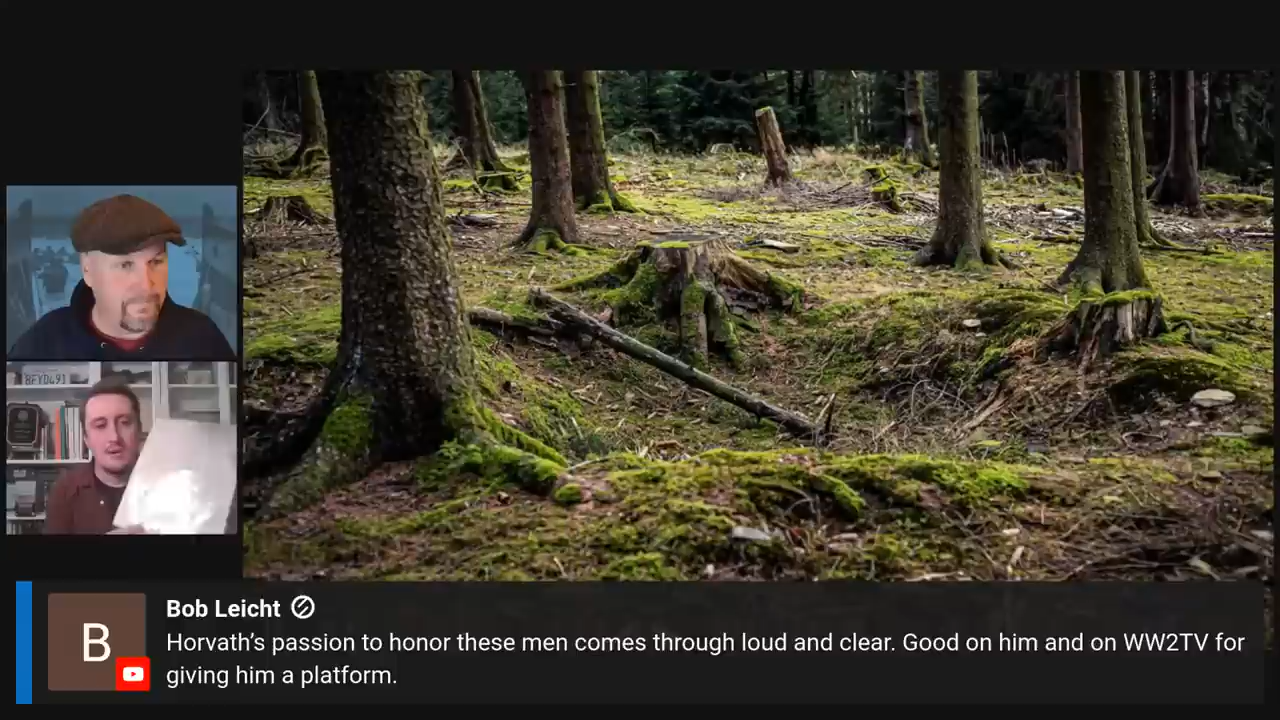 BFYD491
B
Bob Leicht
Horvath’s passion to honor these men comes through loud and clear. Good on him and on WW2TV for
giving him a platform.